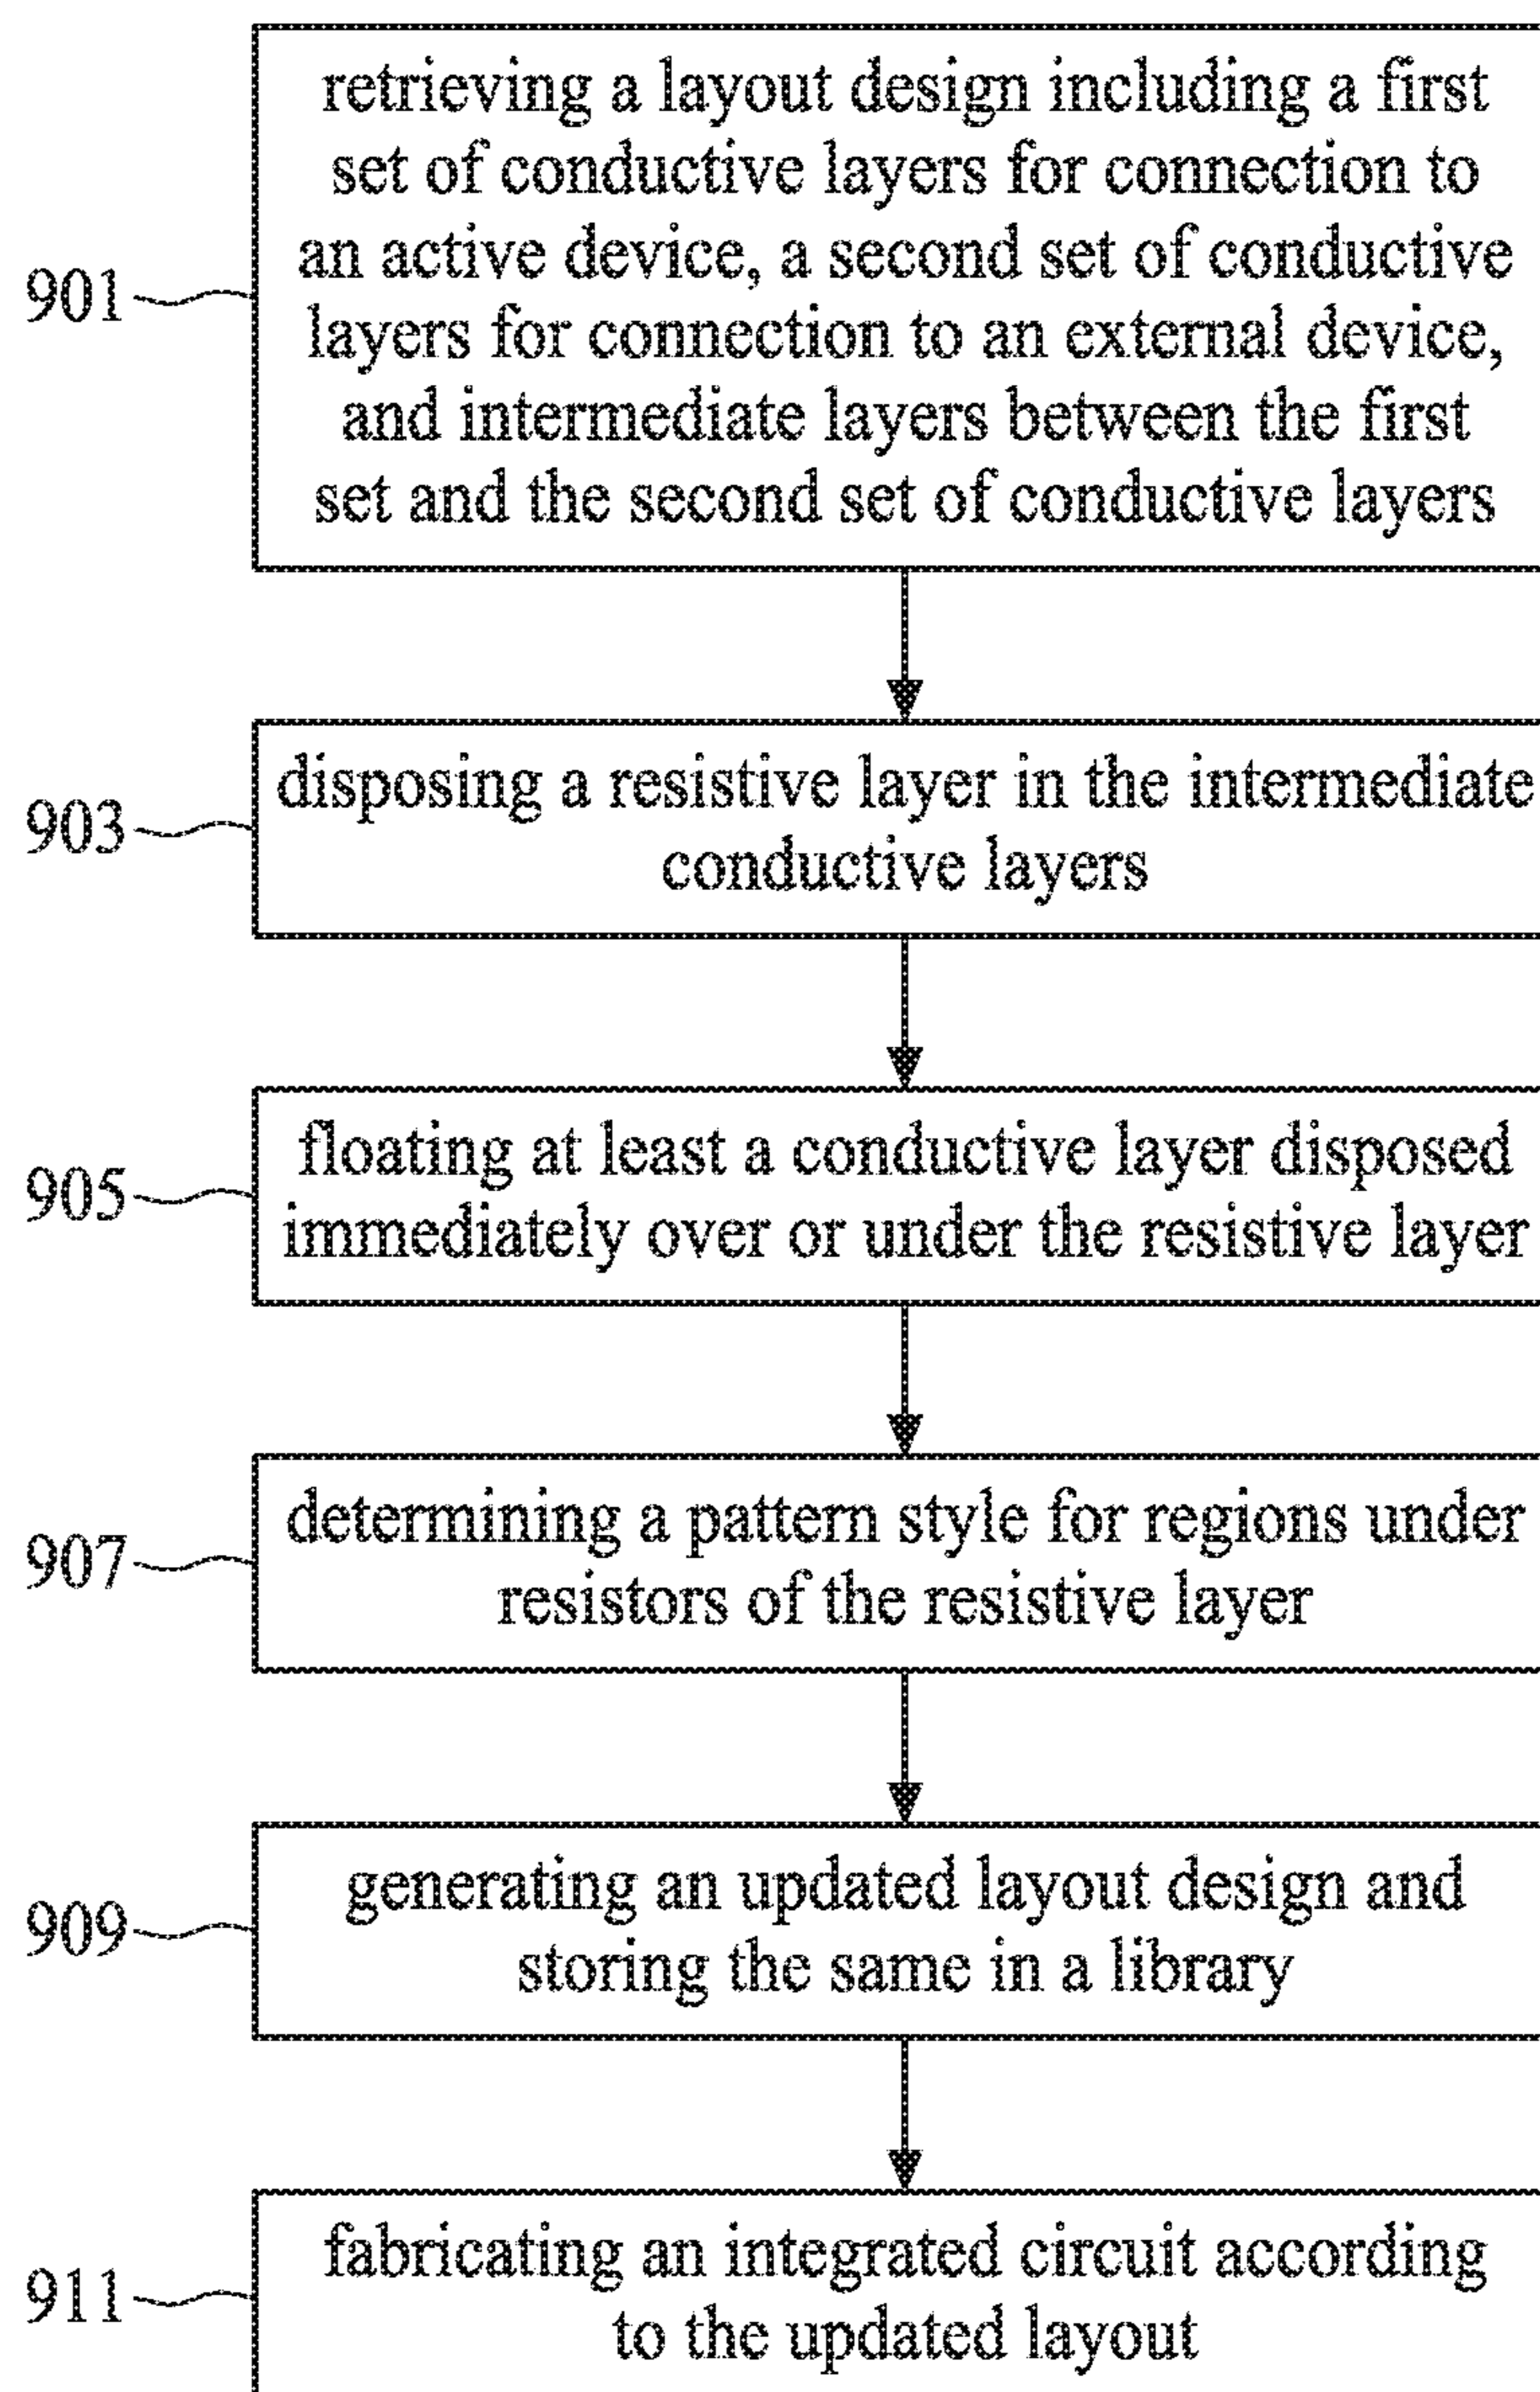 retrieving a layout design including a first
set of conductive layers for connection to
an active device, a second set of conductive
901
layers for connection to an external device,
and intermediate layers between the first
set and the second set of conductive layers
disposing a resistive layer in the intermediate
903
conductive layers
floating at least a conductive layer disposed
905
immediately over or under the resistive layer
determining a pattern style for regions under
907
resistors of the resistive layer
generating an updated layout design and
909
storing the same in a library
fabricating an integrated circuit according
911
to the updated layout